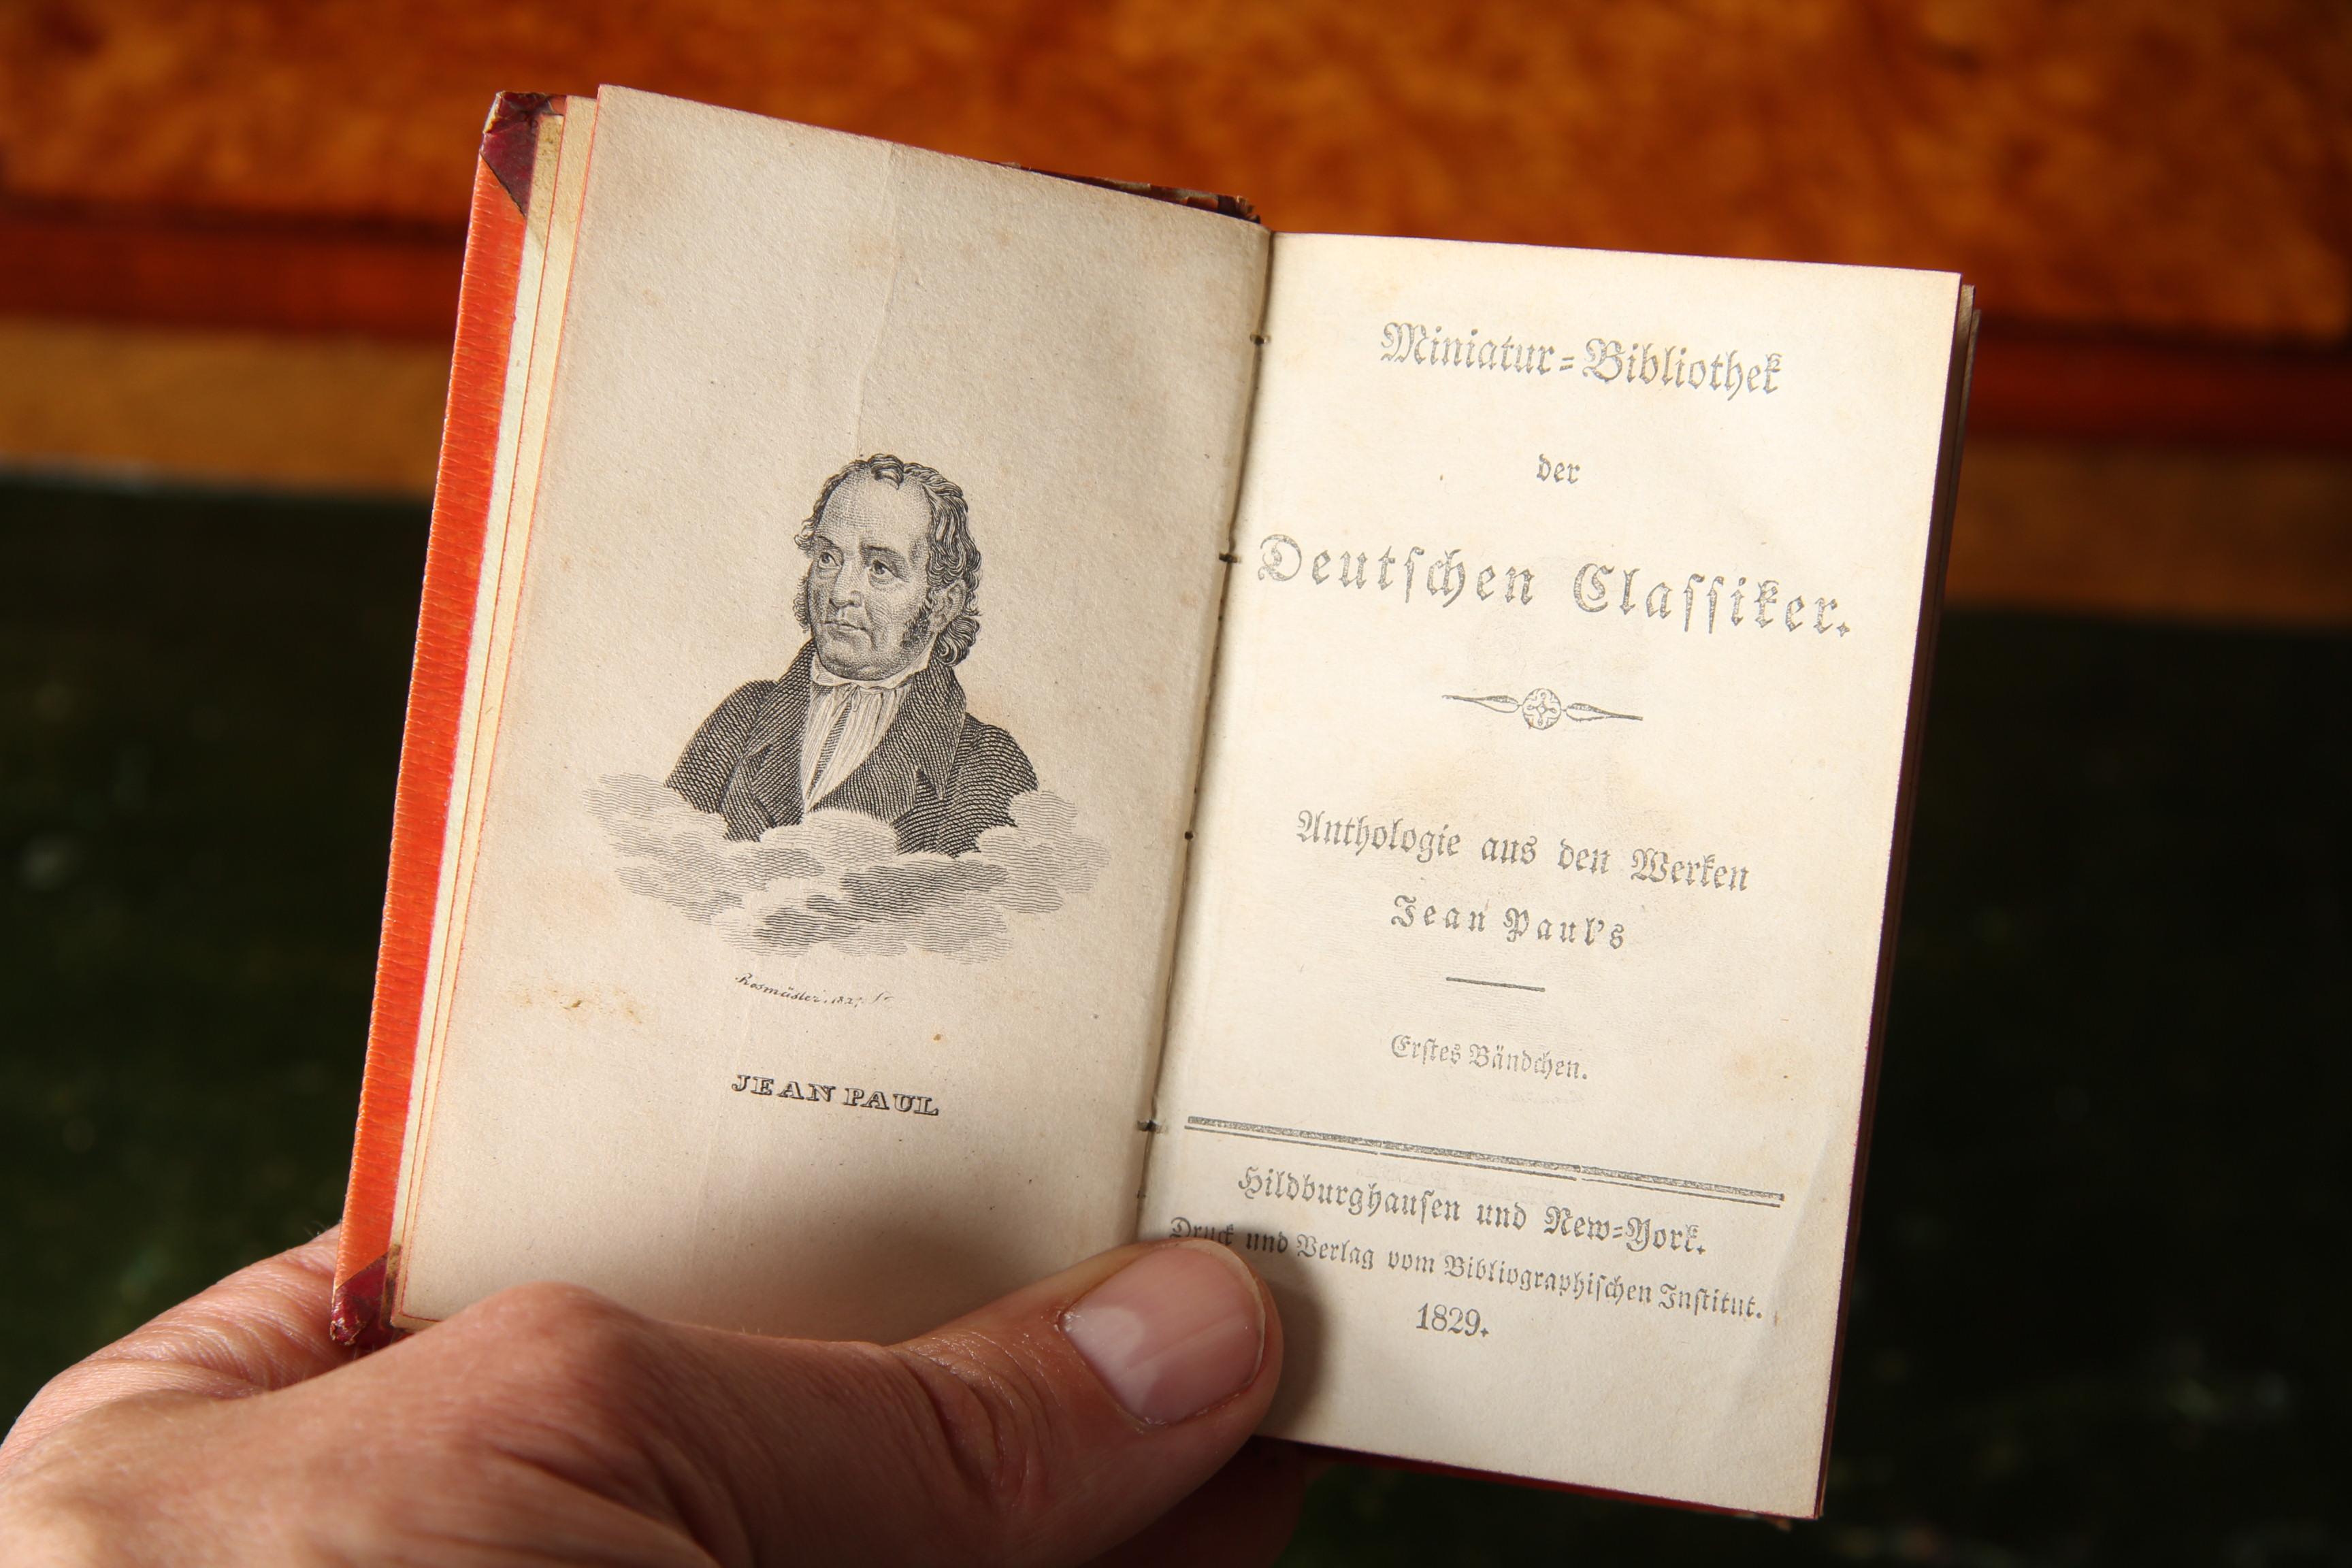 Rosmäsler
JEAN PAUL
Miniatur=Bibliothek
der
Deutſchen Claſſiker.
Anthologie aus den Werken
Jean Paul's
Erſtes Bändchen.
Hildburghauſen und New=York.
Druck und Verlag vom Bibliographiſchen Inſtitut.
1829.